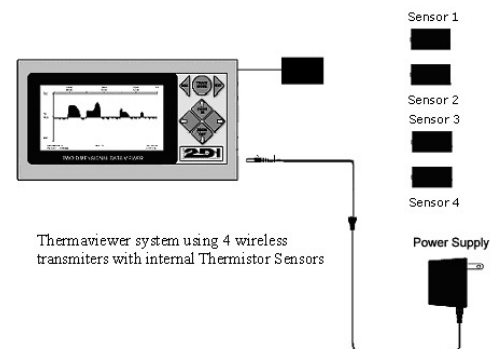 Sensor 1
Sensor 2
Sensor 3
Sensor 4
TWO DIMENSIONAL DATA VIEWER
2Di
Thermaviewer system using 4 wireless
transmiters with internal Thermistor Sensors
Power Supply